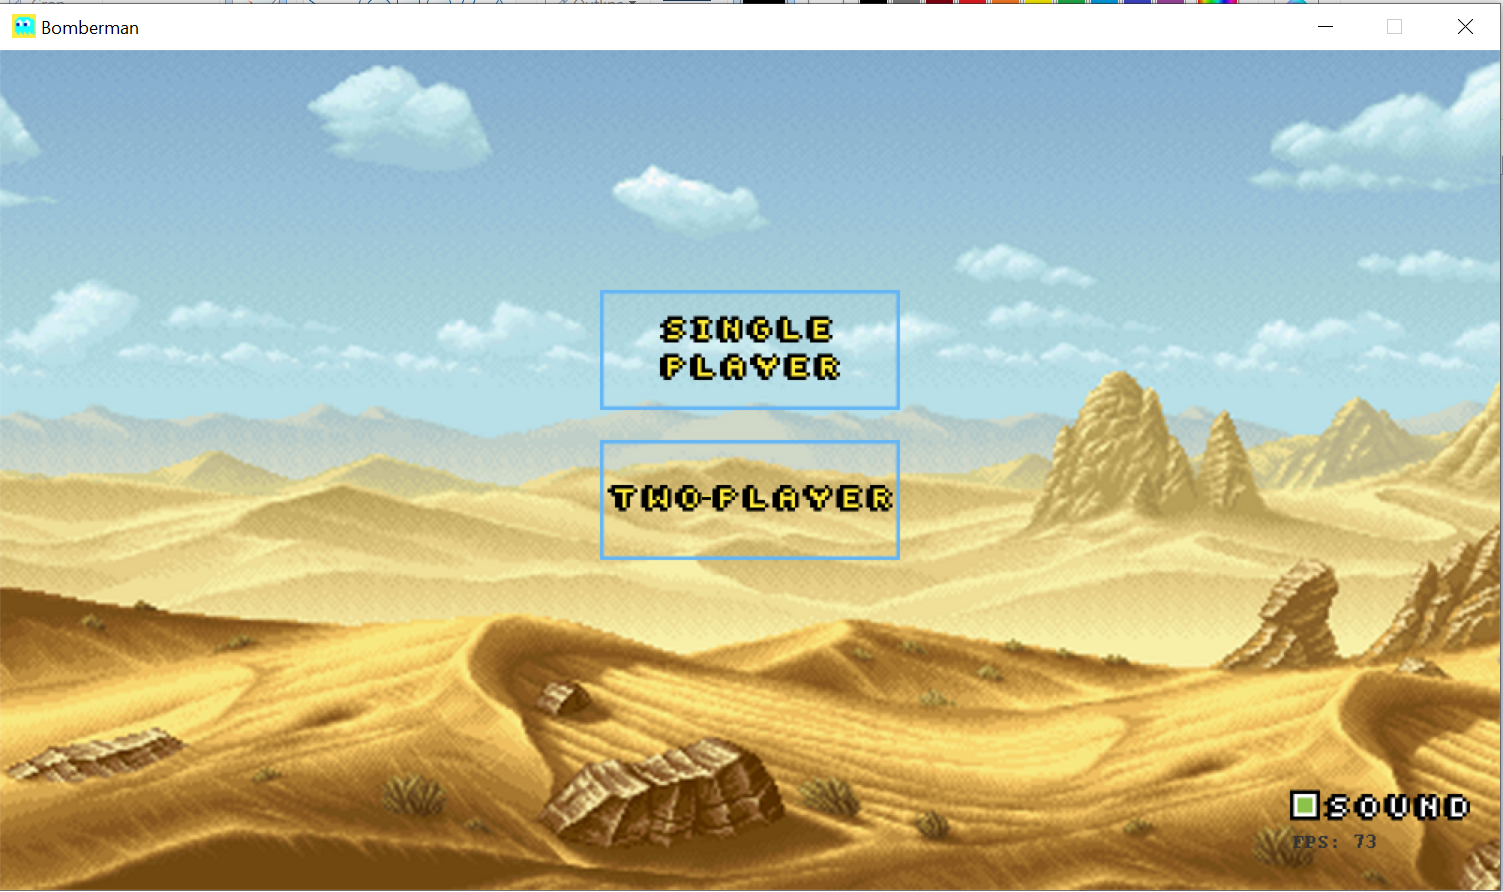 Bomberman
SINGLE
PLAYER
TWO-PLAYER
SOUND
FPS: 73